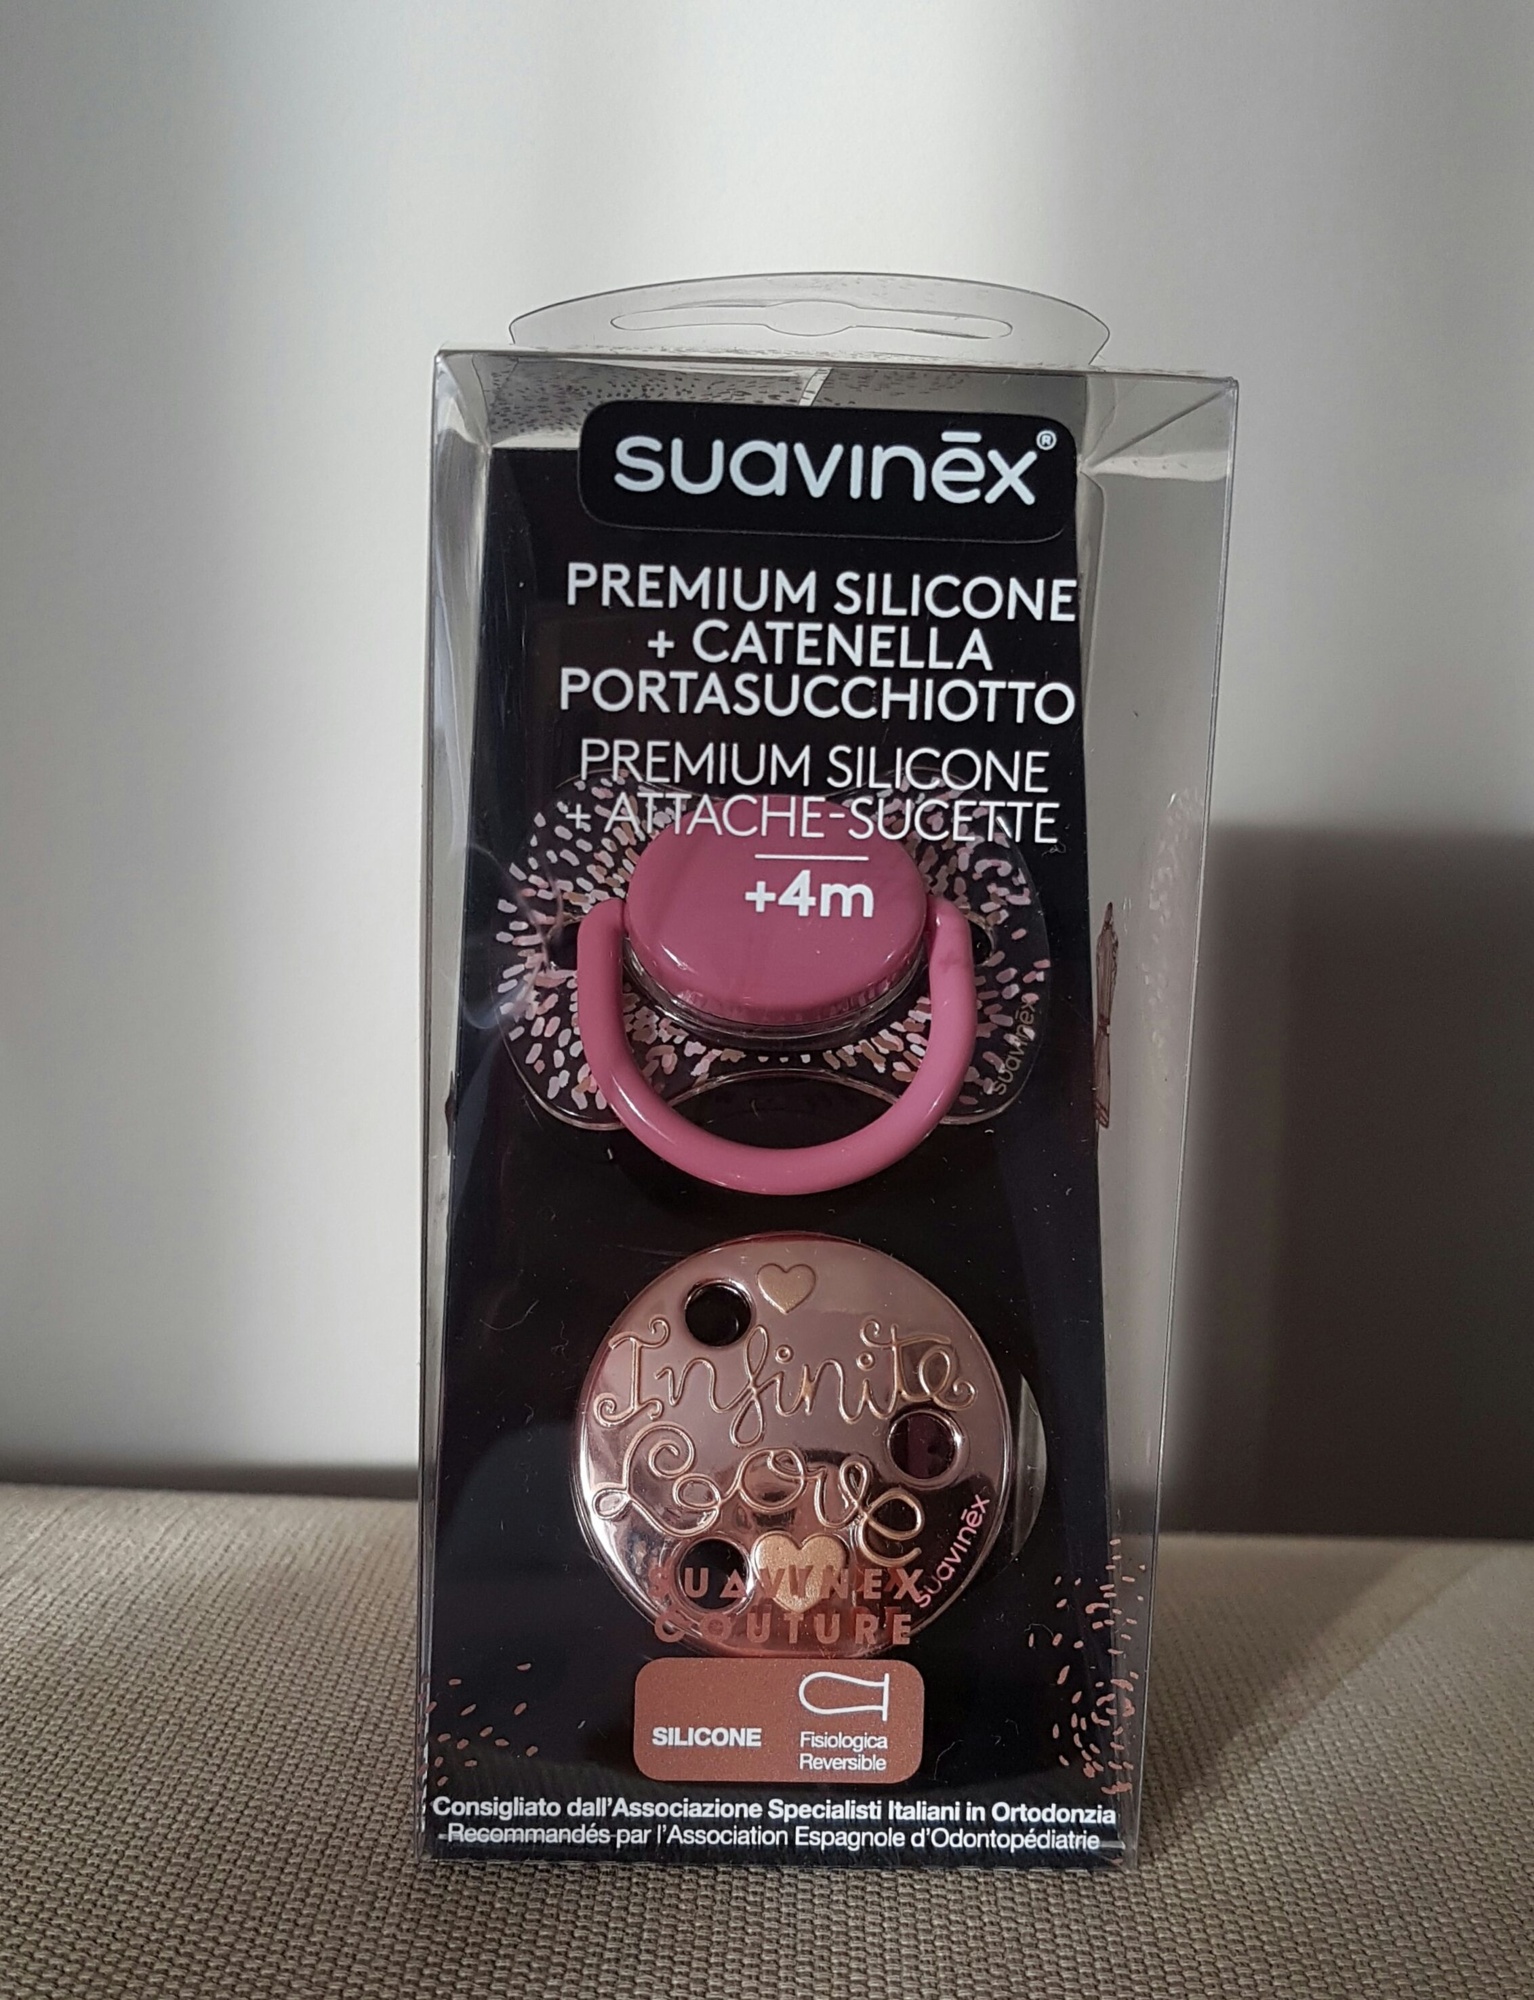 suavinēx®
PREMIUM SILICONE
+ CATENELLA
PORTASUCCHIOTTO
PREMIUM SILICONE
+ ATTACHE-SUCETTE
+4m
suavinēx
Infinite
Love
suavinēx
SUAVINEX
COUTURE
SILICONE
Fisiologica
Reversible
Consigliato dall'Associazione Specialisti Italiani in Ortodonzia
Recommandés par l'Association Espagnole d'Odontopédiatrie